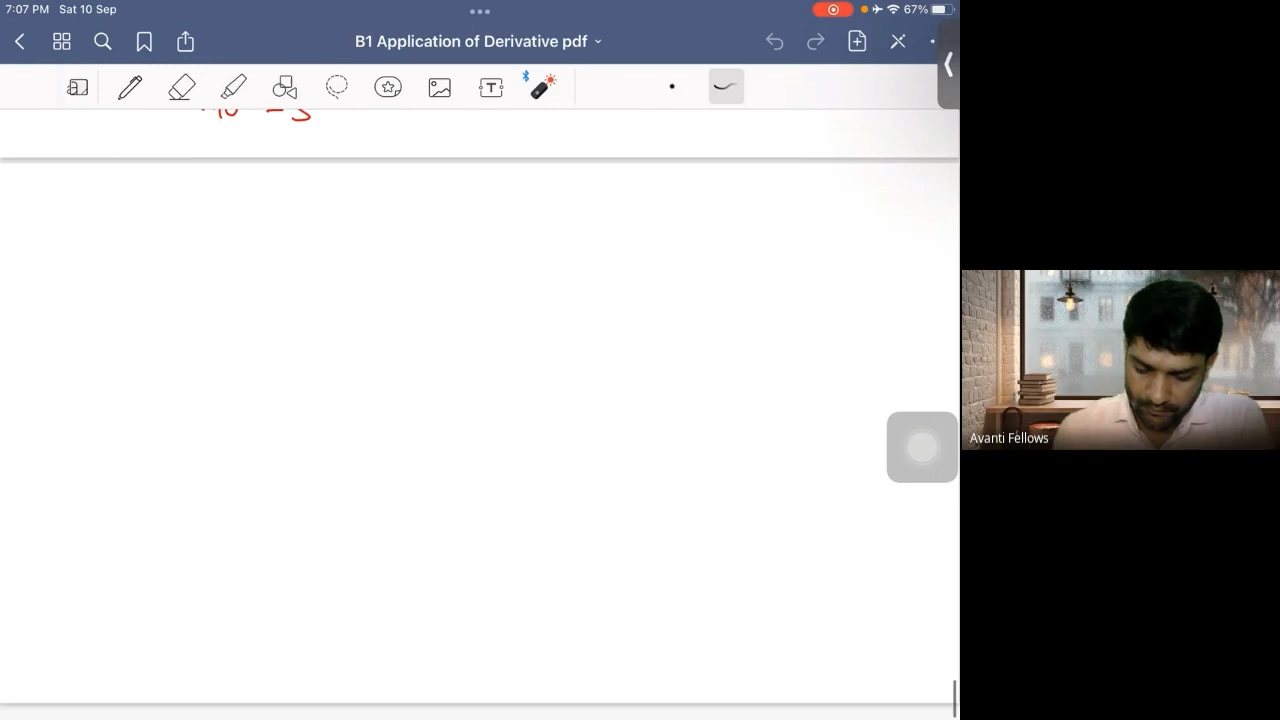 7:07 PM Sat 10 Sep
67%
B1 Application of Derivative pdf
T
Avanti Fellows